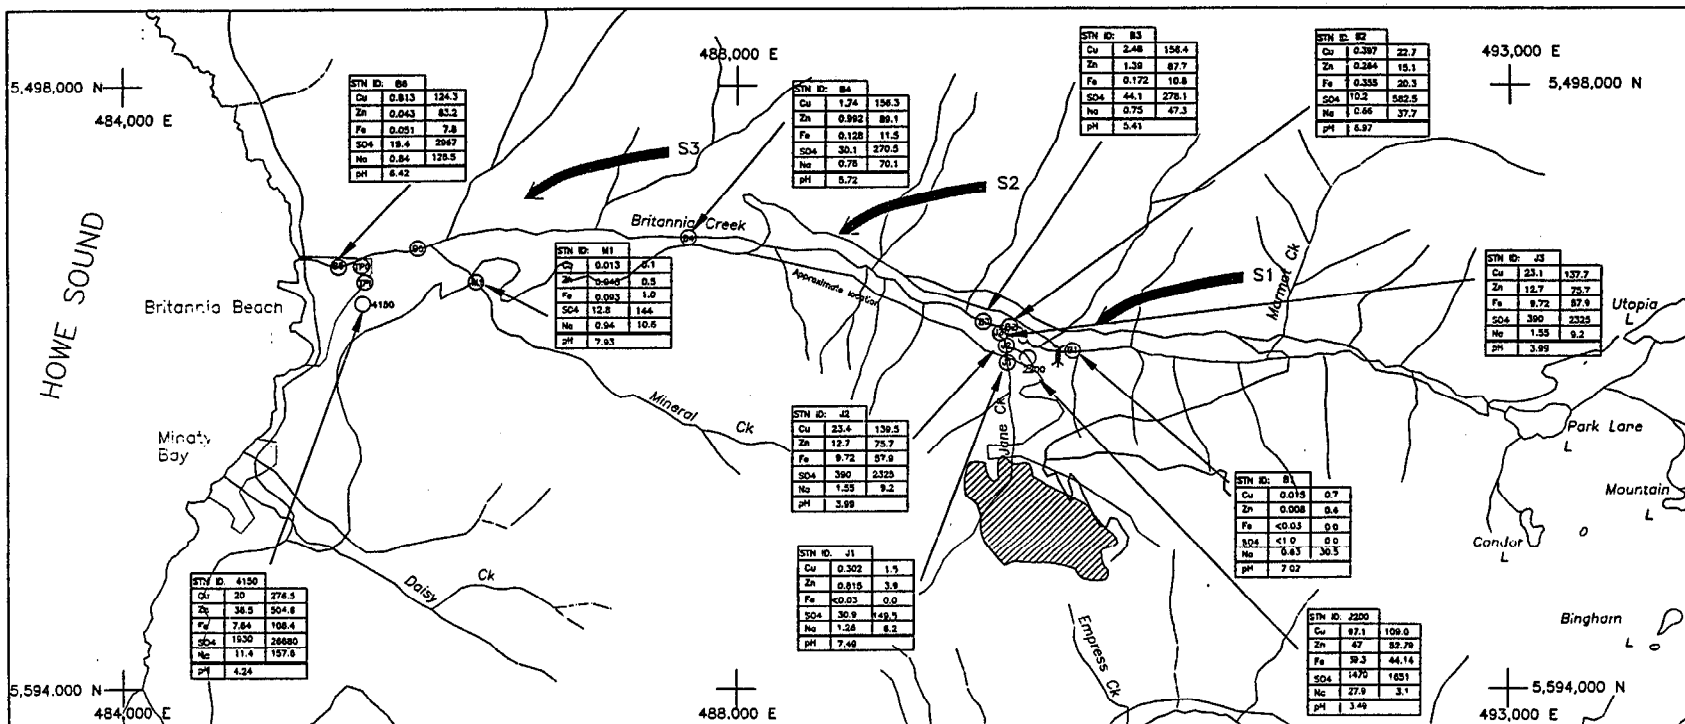 488,000 E
493,000 E
5,498,000 N
5,498,000 N
484,000 E
STN ID: B6
Cu 0.813 124.3
Zn 0.043 83.2
Fe 0.051 7.8
SO4 19.4 2967
Na 0.84 128.5
pH 6.42
STN ID: B4
Cu 1.74 156.3
Zn 0.992 89.1
Fe 0.128 11.5
SO4 30.1 270.5
Na 0.78 70.1
pH 5.72
STN ID: B3
Cu 2.48 156.4
Zn 1.39 87.7
Fe 0.172 10.8
SO4 44.1 278.1
Na 0.75 47.3
pH 5.41
STN ID: B2
Cu 0.397 22.7
Zn 0.264 15.1
Fe 0.355 20.3
SO4 10.2 582.5
Na 0.66 37.7
pH 6.97
S3
S2
S1
Britannia Creek
Approximate location
Marmot Ck
HOWE SOUND
Britannia Beach
4150
B4
B3
B1
STN ID: M1
0.013 0.1
Zn 0.046 0.5
Fe 0.093 1.0
SO4 12.8 144
Na 0.94 10.6
pH 7.93
STN ID: J3
Cu 23.1 137.7
Zn 12.7 75.7
Fe 9.72 57.9
SO4 390 2325
Na 1.55 9.2
pH 3.99
Utopia
L
Mineral Ck
Jane Ck
Minaty
Bay
STN ID: J2
Cu 23.4 139.5
Zn 12.7 75.7
Fe 9.72 57.9
SO4 390 2325
Na 1.55 9.2
pH 3.99
Park Lane
L
Mountain
L
STN ID: B1
Cu 0.015 0.7
Zn 0.008 0.4
Fe <0.03 0.0
SO4 <1.0 0.0
Na 0.63 30.5
pH 7.02
Condor
L
STN ID: J1
Cu 0.302 1.5
Zn 0.815 3.9
Fe <0.03 0.0
SO4 30.9 149.5
Na 1.28 6.2
pH 7.49
STN ID: 4150
Cu 20 276.5
Zn 36.5 504.6
Fe 7.84 108.4
SO4 1930 26680
Na 11.4 157.6
pH 4.24
Daisy Ck
Empress Ck
STN ID: J200
Cu 97.1 109.0
Zn 47 52.79
Fe 39.3 44.14
SO4 1470 1651
Na 27.9 3.1
pH 3.49
Bingham
L
5,594,000 N
5,594,000 N
484,000 E
488,000 E
493,000 E